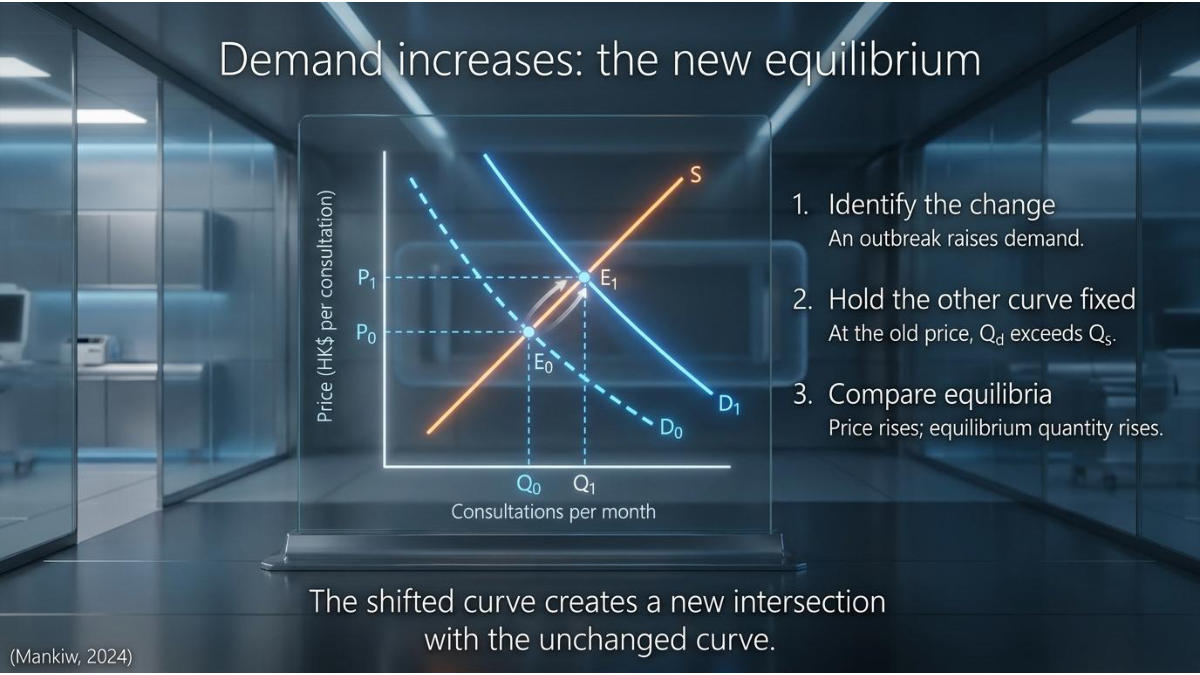 Demand increases: the new equilibrium
Price (HK$ per consultation)
P₁
P₀
S
E₁
E₀
D₁
D₀
Q₀ Q₁
Consultations per month
1. Identify the change
An outbreak raises demand.
2. Hold the other curve fixed
At the old price, Qd exceeds Qs.
3. Compare equilibria
Price rises; equilibrium quantity rises.
The shifted curve creates a new intersection
with the unchanged curve.
(Mankiw, 2024)